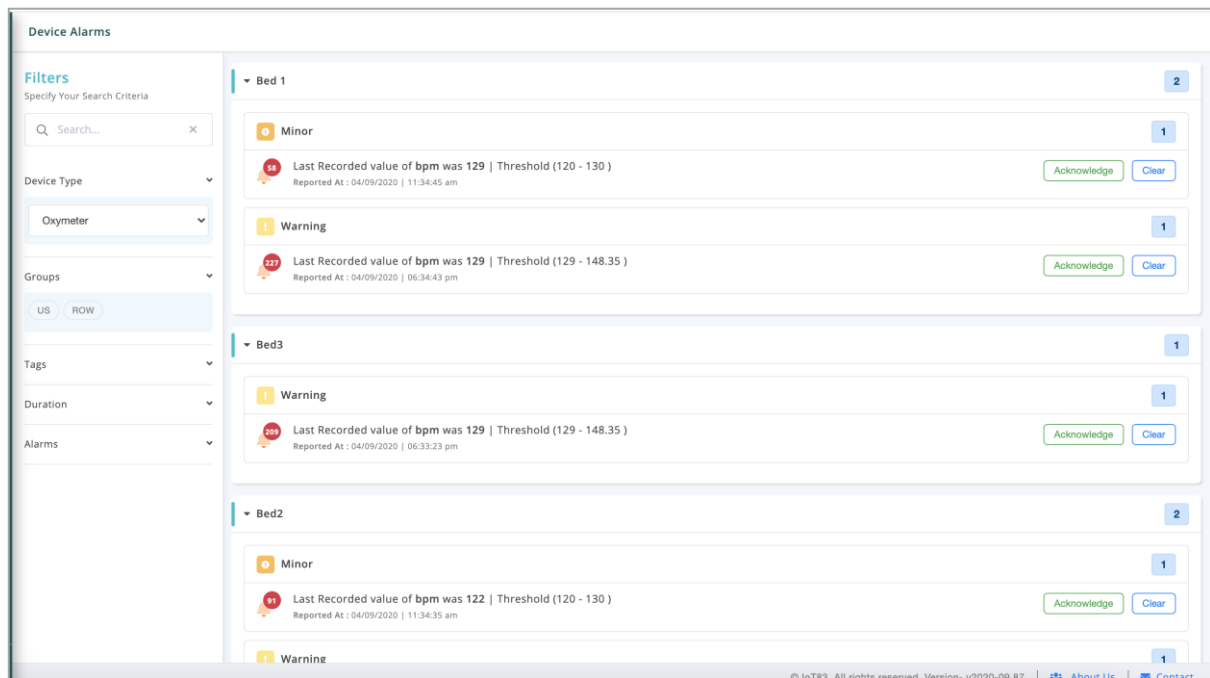 Device Alarms
Filters
Specify Your Search Criteria
Search...
Device Type
Oxymeter
Groups
US ROW
Tags
Duration
Alarms
Bed 1 2
Minor 1
58 Last Recorded value of bpm was 129 | Threshold (120 - 130 ) Acknowledge Clear
Reported At : 04/09/2020 | 11:34:45 am
Warning 1
227 Last Recorded value of bpm was 129 | Threshold (129 - 148.35 ) Acknowledge Clear
Reported At : 04/09/2020 | 06:34:43 pm
Bed3 1
Warning 1
209 Last Recorded value of bpm was 129 | Threshold (129 - 148.35 ) Acknowledge Clear
Reported At : 04/09/2020 | 06:33:23 pm
Bed2 2
Minor 1
91 Last Recorded value of bpm was 122 | Threshold (120 - 130 ) Acknowledge Clear
Reported At : 04/09/2020 | 11:34:35 am
Warning 1
© IoT83. All rights reserved. Version- v2020-09.87 | About Us | Contact